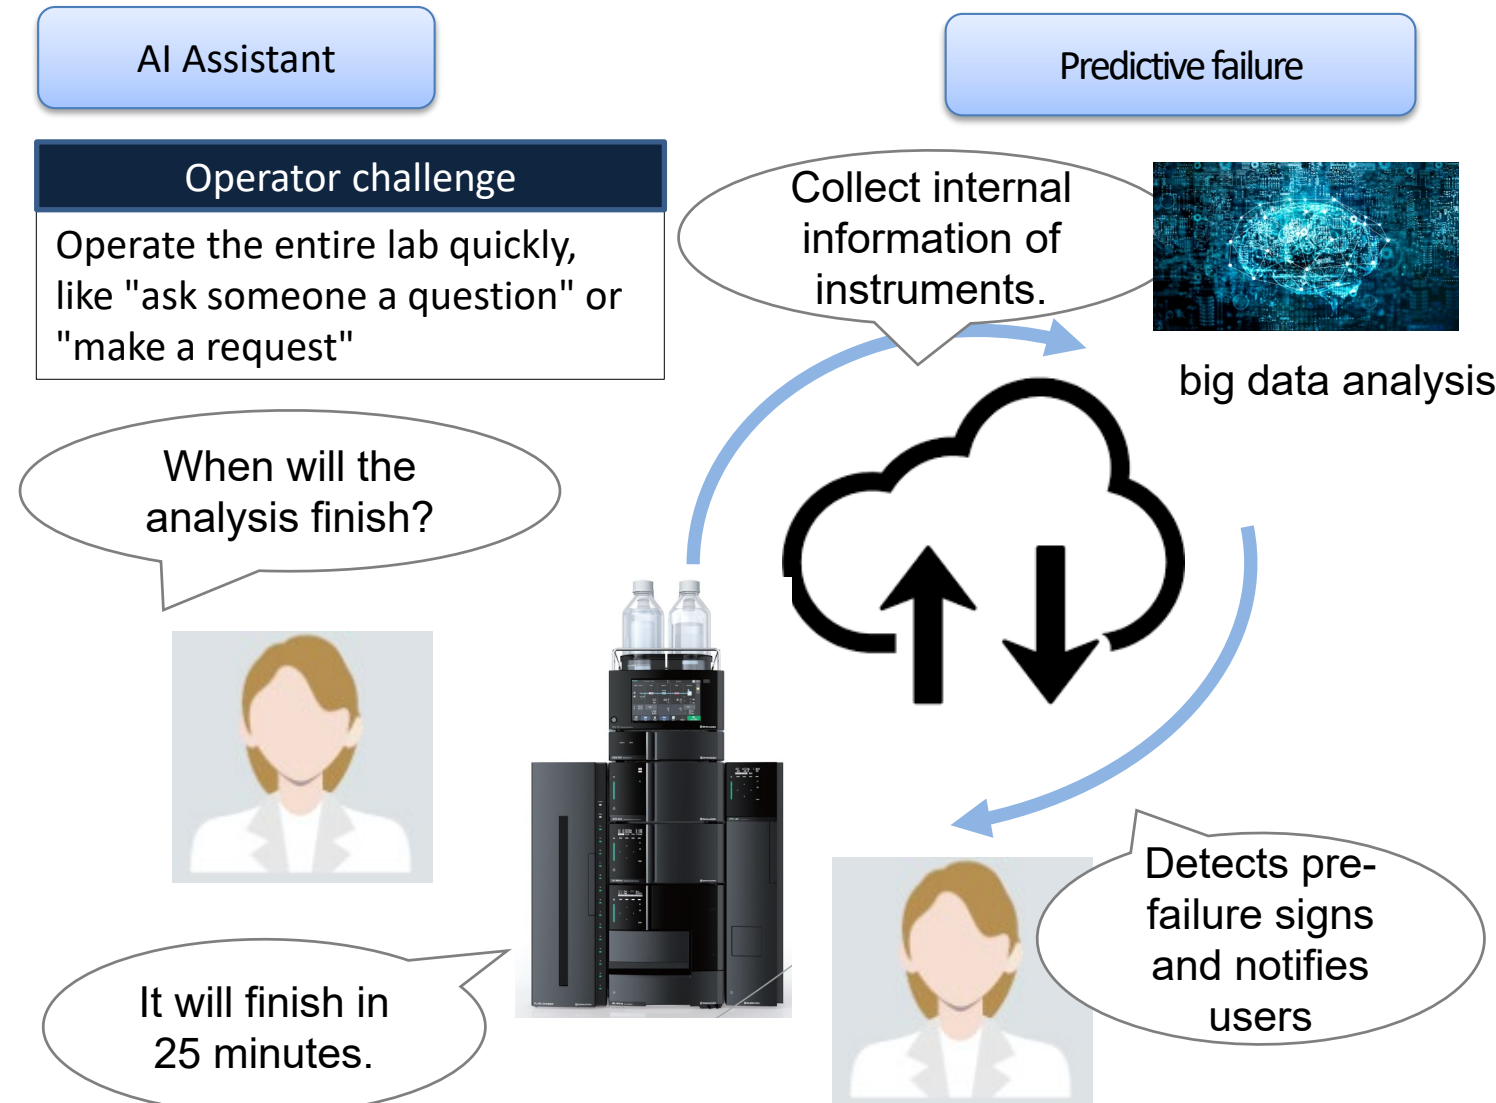 AI Assistant
Predictive failure
Operator challenge
Operate the entire lab quickly,
like "ask someone a question" or
"make a request"
Collect internal
information of
instruments.
big data analysis
When will the
analysis finish?
It will finish in
25 minutes.
Detects pre-
failure signs
and notifies
users